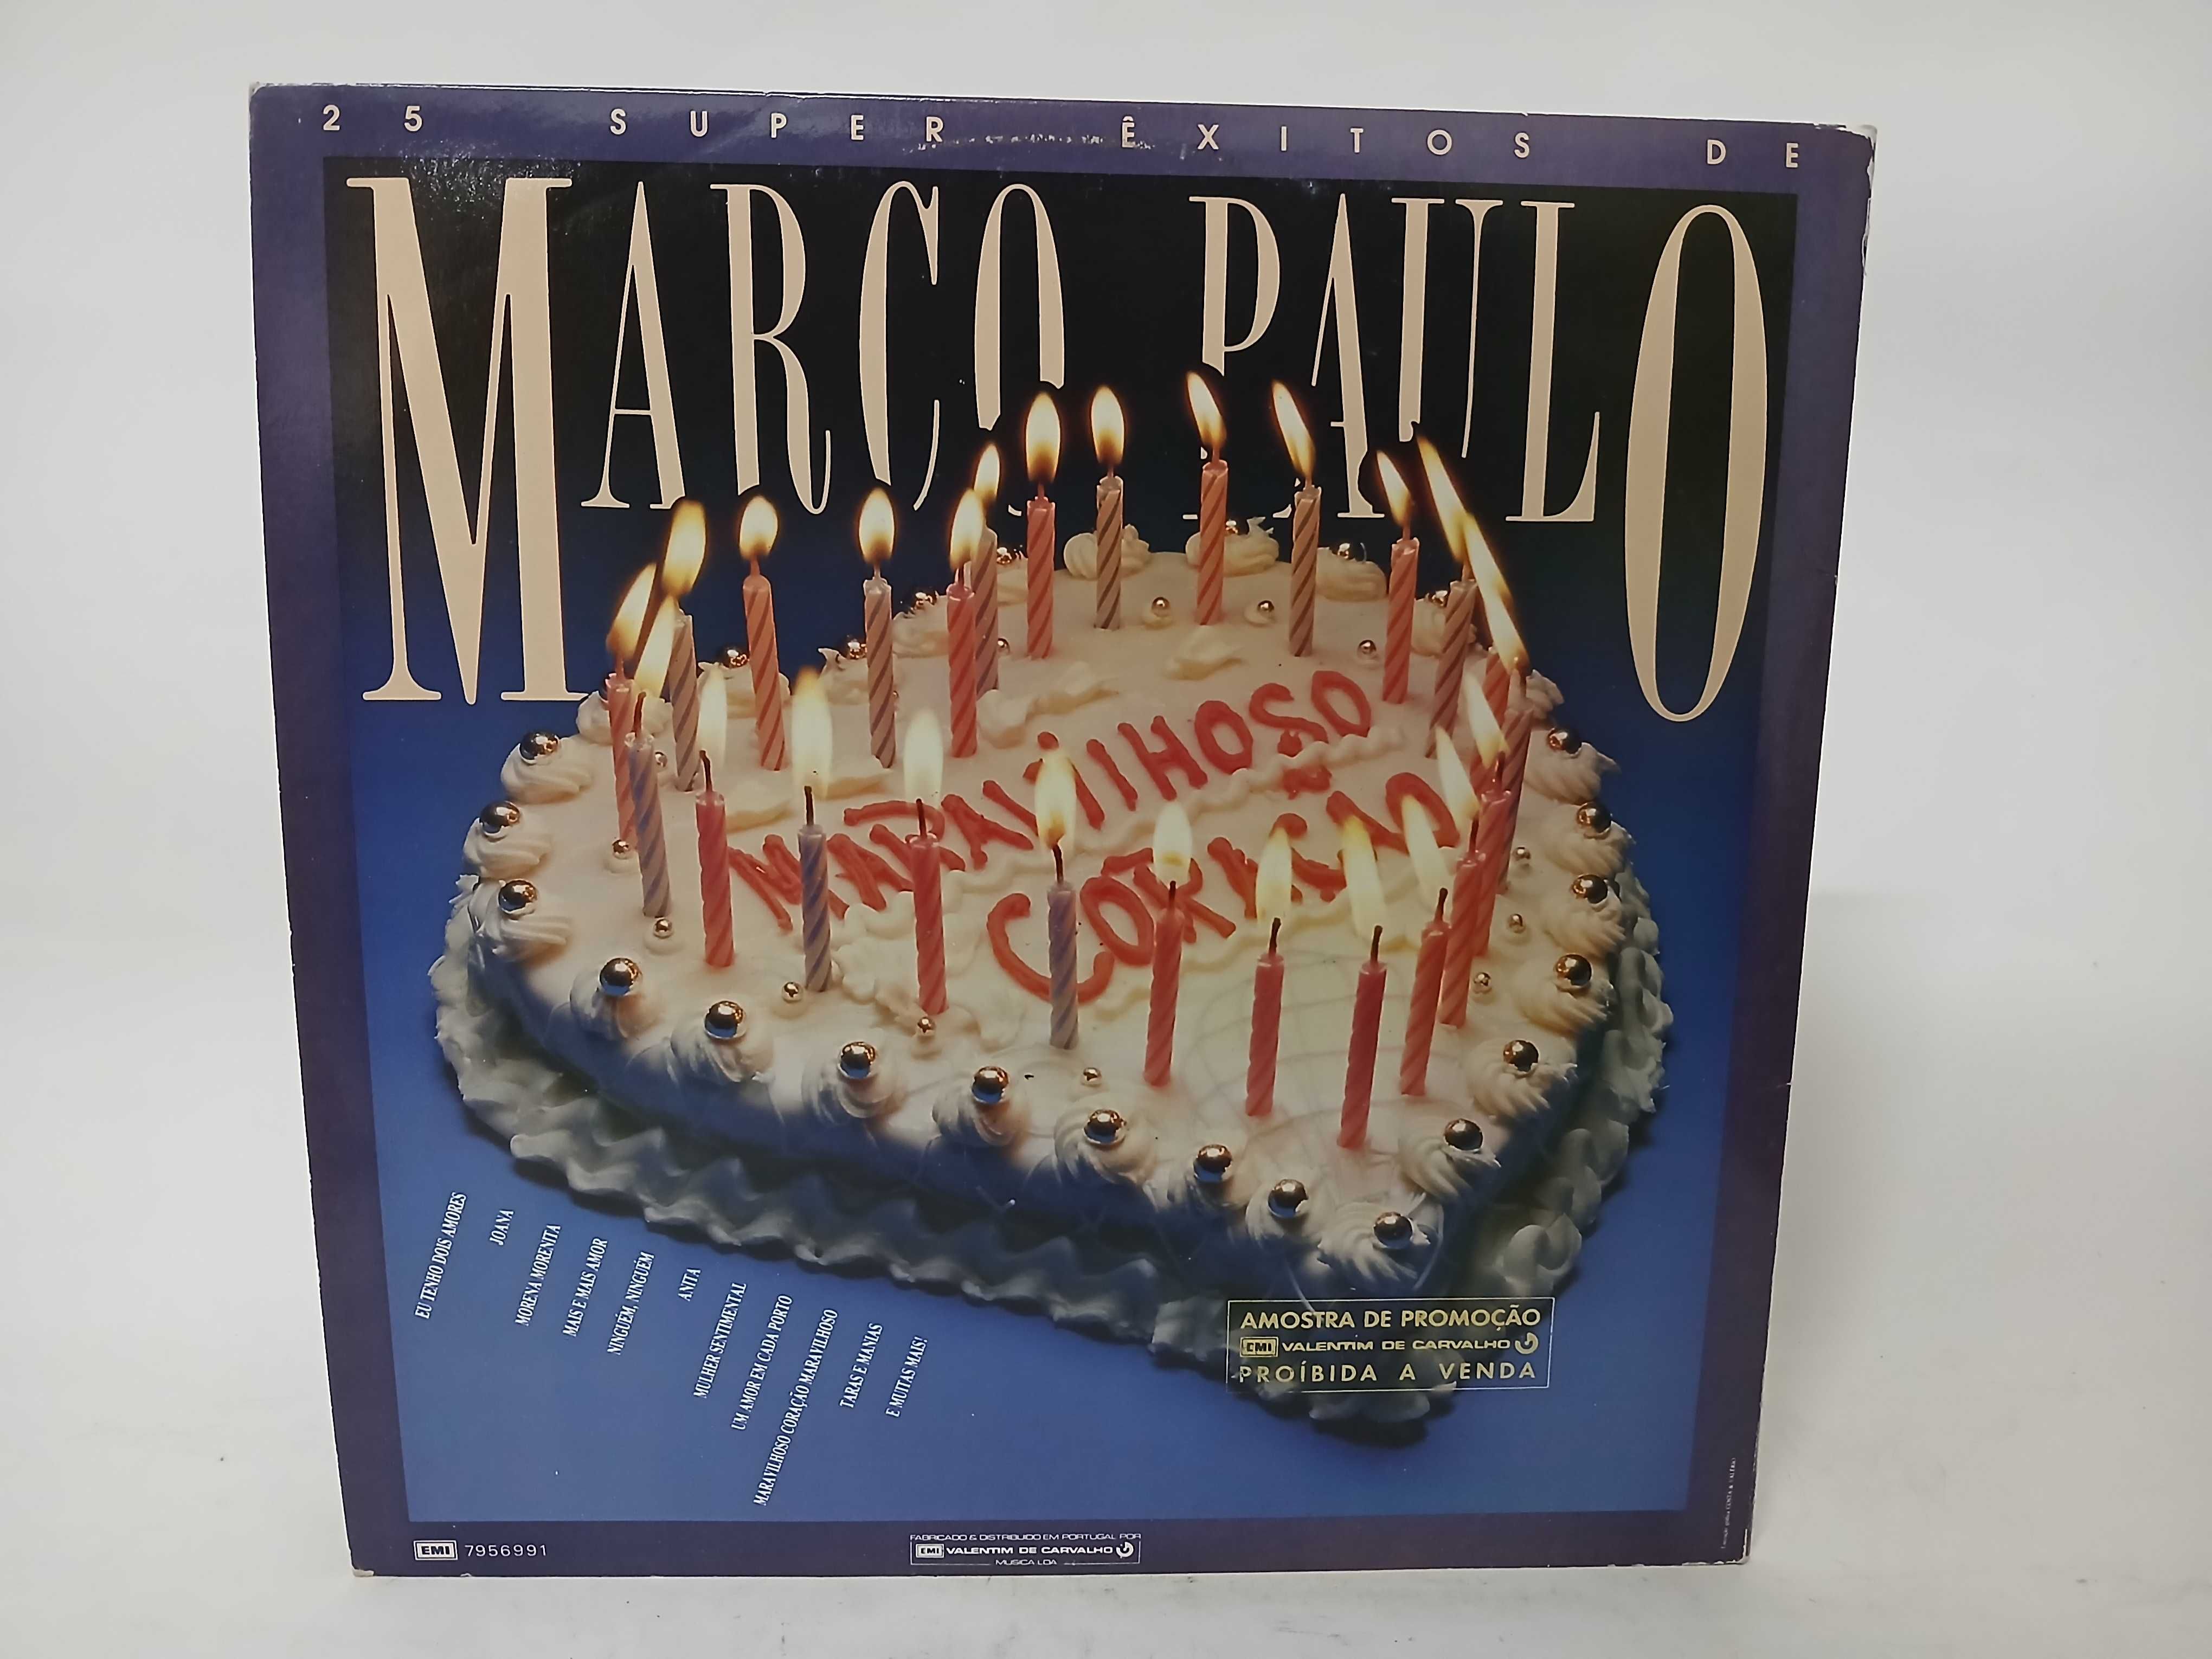 25 SUPER ÊXITOS DE
MARCO PAULO
MARAVILHOSO
CORAÇÃO
EU TENHO DOIS AMORES
JOANA
MORENA MORENITA
MAIS E MAIS AMOR
NINGUÉM, NINGUÉM
ANITA
MULHER SENTIMENTAL
UM AMOR EM CADA PORTO
MARAVILHOSO CORAÇÃO MARAVILHOSO
TARAS E MANIAS
E MUITAS MAIS!
AMOSTRA DE PROMOÇÃO
EMI VALENTIM DE CARVALHO
PROÍBIDA A VENDA
EMI 7956991
FABRICADO & DISTRIBUIDO EM PORTUGAL POR
EMI VALENTIM DE CARVALHO
MUSICA LDA